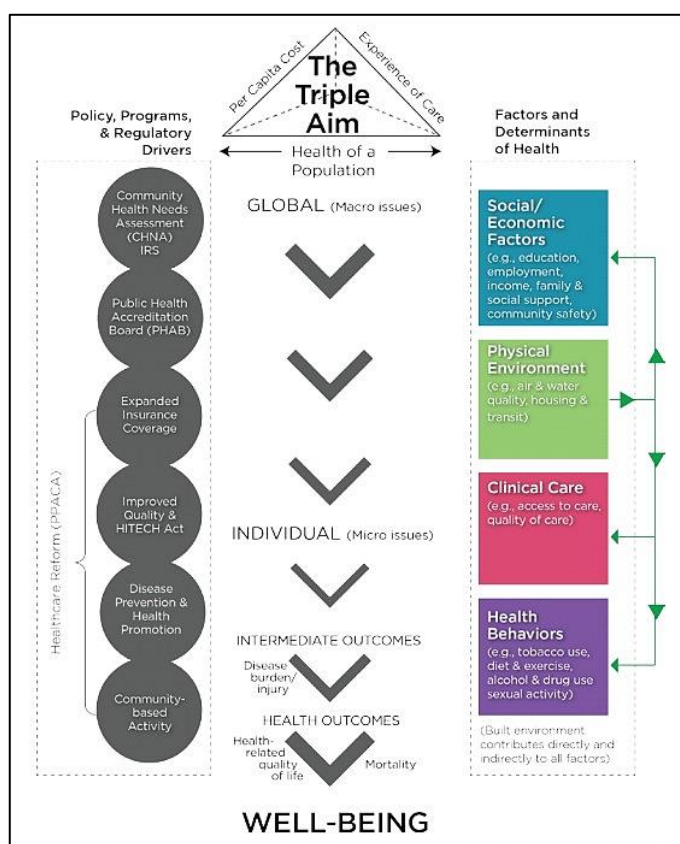 Per Capita Cost
Experience of Care
The
Triple
Aim
Health of a
Population
Policy, Programs,
& Regulatory
Drivers
Community
Health Needs
Assessment
(CHNA)
IRS
Public Health
Accreditation
Board (PHAB)
Expanded
Insurance
Coverage
Improved
Quality &
HITECH Act
Disease
Prevention &
Health
Promotion
Community-
based
Activity
Healthcare Reform (PPACA)
GLOBAL (Macro issues)
INDIVIDUAL (Micro issues)
INTERMEDIATE OUTCOMES
Disease
burden/
injury
HEALTH OUTCOMES
Health-
related
quality
of life
Mortality
WELL-BEING
Factors and
Determinants
of Health
Social/
Economic
Factors
(e.g., education,
employment,
income, family &
social support,
community safety)
Physical
Environment
(e.g., air & water
quality, housing &
transit)
Clinical Care
(e.g., access to care,
quality of care)
Health
Behaviors
(e.g., tobacco use,
diet & exercise,
alcohol & drug use
sexual activity)
(Built environment
contributes directly and
indirectly to all factors)